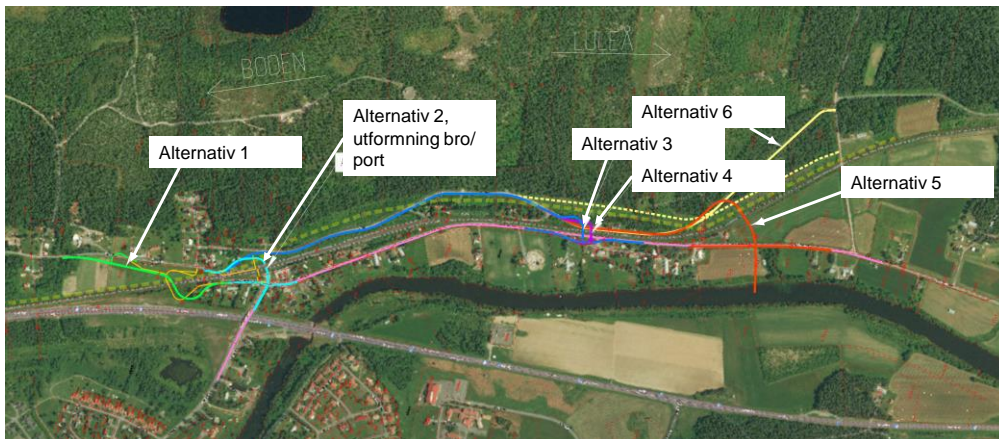 BODEN
LULEÅ
Alternativ 1
Alternativ 2,
utformning bro/
port
Alternativ 6
Alternativ 3
Alternativ 4
Alternativ 5